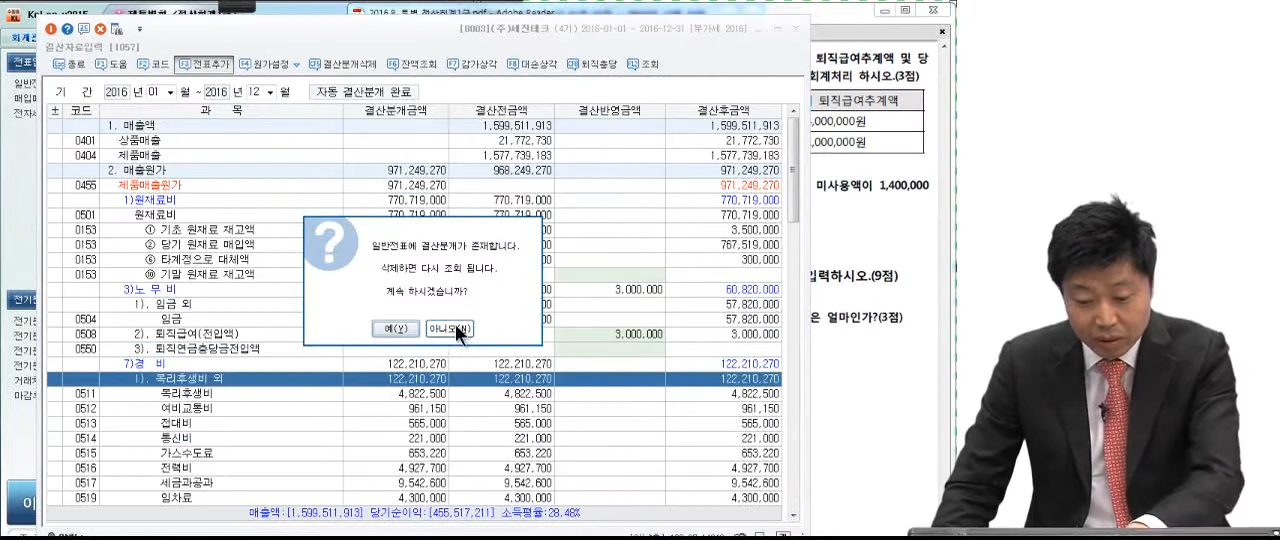 [8003](주)세진테크 (4기) 2016-01-01 ~ 2016-12-31 [부가세 2016]
결산자료입력 [1057]
종료 도움 코드 전표추가 원가설정 결산분개삭제 잔액조회 감가상각 대손상각 퇴직충당 조회
기 간 2016 년 01 월 ~ 2016 년 12 월 자동 결산분개 완료
± 코드 과 목 결산분개금액 결산전금액 결산반영금액 결산후금액
1. 매출액 1,599,511,913 1,599,511,913
0401 상품매출 21,772,730 21,772,730
0404 제품매출 1,577,739,183 1,577,739,183
2. 매출원가 971,249,270 968,249,270 971,249,270
0455 제품매출원가 971,249,270 971,249,270
1)원재료비 770,719,000 770,719,000 770,719,000
0501 원재료비 770,719,000 770,719,000 770,719,000
0153 ① 기초 원재료 재고액 3,500,000
0153 ② 당기 원재료 매입액 767,519,000
0153 ⑥ 타계정으로 대체액 300,000
0153 ⑩ 기말 원재료 재고액
3)노 무 비 3,000,000 60,820,000
1). 임금 외 57,820,000
0504 임금 57,820,000
0508 2). 퇴직급여(전입액) 3,000,000 3,000,000
0550 3). 퇴직연금충당금전입액
7)경 비 122,210,270 122,210,270 122,210,270
1). 복리후생비 외 122,210,270 122,210,270 122,210,270
0511 복리후생비 4,822,500 4,822,500 4,822,500
0512 여비교통비 961,150 961,150 961,150
0513 접대비 565,000 565,000 565,000
0514 통신비 221,000 221,000 221,000
0515 가스수도료 653,220 653,220 653,220
0516 전력비 4,927,700 4,927,700 4,927,700
0517 세금과공과 9,542,600 9,542,600 9,542,600
0519 임차료 4,300,000 4,300,000 4,300,000
매출액:[1,599,511,913] 당기순이익:[455,517,211] 소득평률:28.48%
일반전표에 결산분개가 존재합니다.
삭제하면 다시 조회 됩니다.
계속 하시겠습니까?
예(Y) 아니오(N)
퇴직급여추계액 및 당
회계처리 하시오.(3점)
퇴직급여추계액
,000,000원
,000,000원
미사용액이 1,400,000
입력하시오.(9점)
은 얼마인가?(3점)